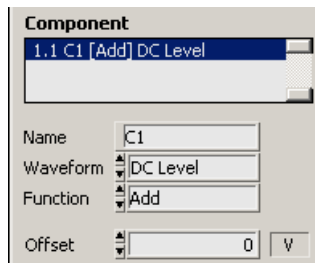 Component
1.1 C1 [Add] DC Level
Name C1
Waveform DC Level
Function Add
Offset 0 V